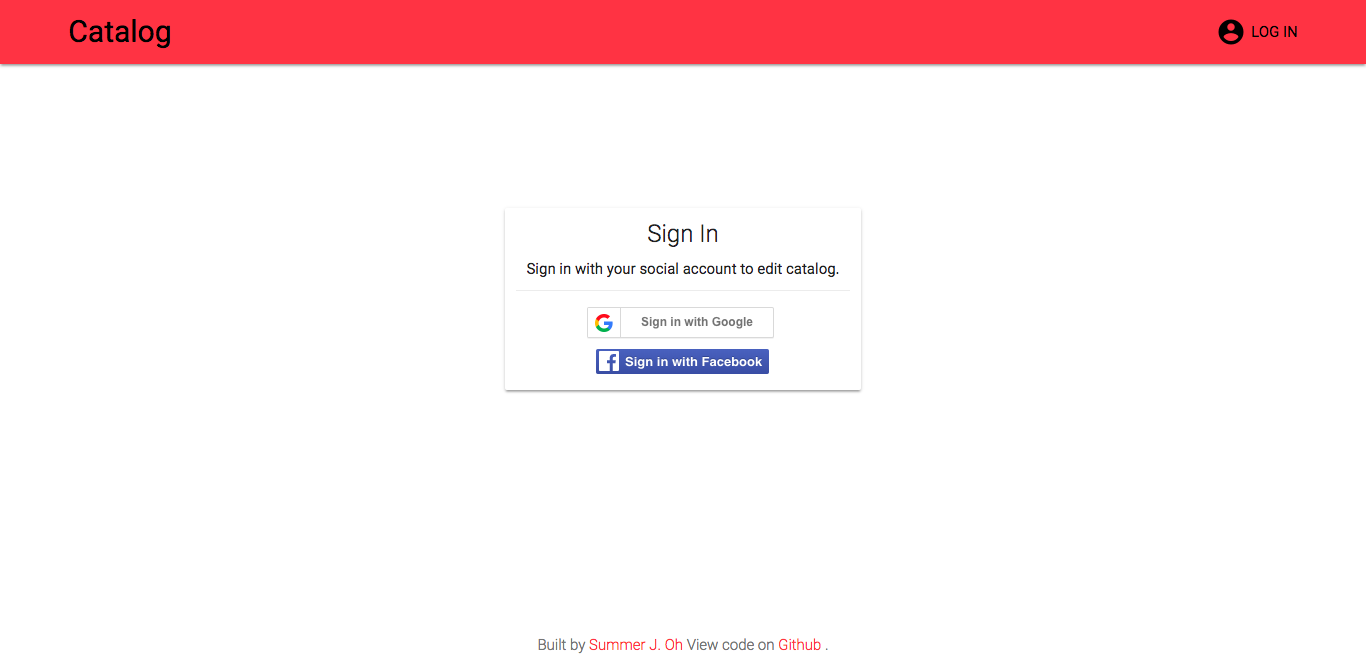 Catalog
LOG IN
Sign In
Sign in with your social account to edit catalog.
Sign in with Google
Sign in with Facebook
Built by Summer J. Oh View code on Github .